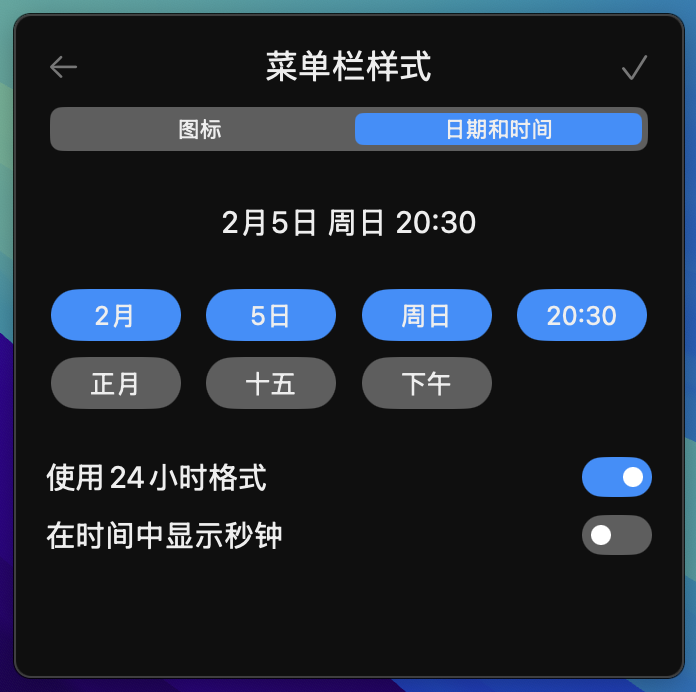 菜单栏样式
图标 日期和时间
2月5日 周日 20:30
2月 5日 周日 20:30
正月 十五 下午
使用24小时格式
在时间中显示秒钟